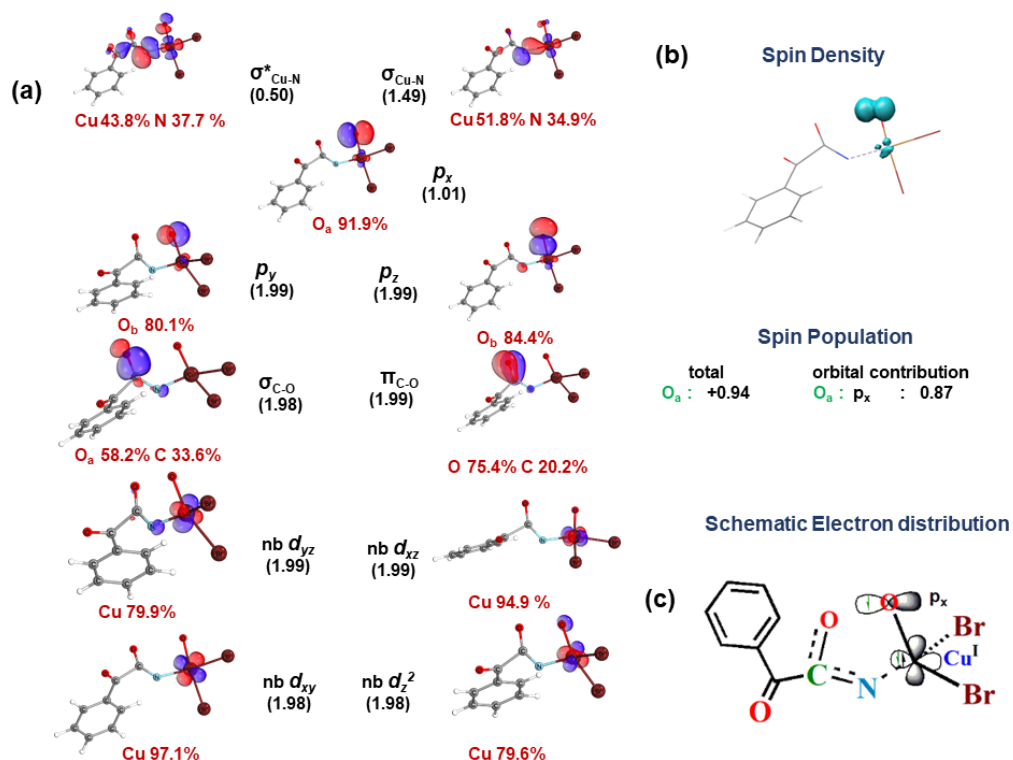 (a)
σ*Cu-N
(0.50)
σCu-N
(1.49)
Cu 43.8% N 37.7 %
Cu 51.8% N 34.9%
px
(1.01)
Oa 91.9%
py
(1.99)
pz
(1.99)
Ob 80.1%
Ob 84.4%
σC-O
(1.98)
πC-O
(1.99)
Oa 58.2% C 33.6%
O 75.4% C 20.2%
nb dyz
(1.99)
nb dxz
(1.99)
Cu 79.9%
Cu 94.9 %
nb dxy
(1.98)
nb dz2
(1.98)
Cu 97.1%
Cu 79.6%
(b)
Spin Density
Spin Population
total
orbital contribution
Oa : +0.94
Oa : px : 0.87
Schematic Electron distribution
(c)
O
px
O
Br
CuI
C
N
Br
O